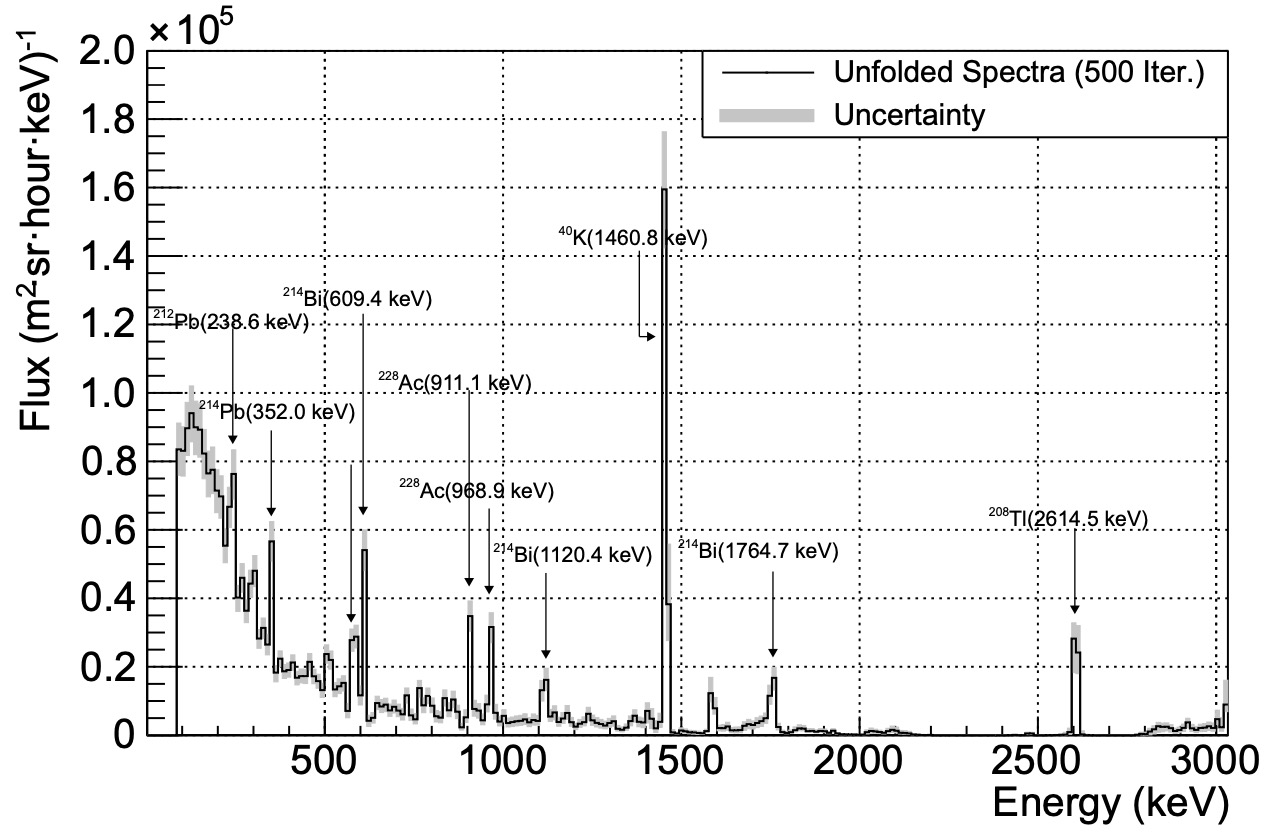 ×10⁵
Flux (m²sr·hour·keV)⁻¹
2.0
1.8
1.6
1.4
1.2
1.0
0.8
0.6
0.4
0.2
0
Unfolded Spectra (500 Iter.)
Uncertainty
⁴⁰K(1460.8 keV)
²¹⁴Bi(609.4 keV)
²¹²Pb(238.6 keV)
²²⁸Ac(911.1 keV)
²¹⁴Pb(352.0 keV)
²²⁸Ac(968.9 keV)
²⁰⁸Tl(2614.5 keV)
²¹⁴Bi(1120.4 keV)
²¹⁴Bi(1764.7 keV)
500 1000 1500 2000 2500 3000
Energy (keV)